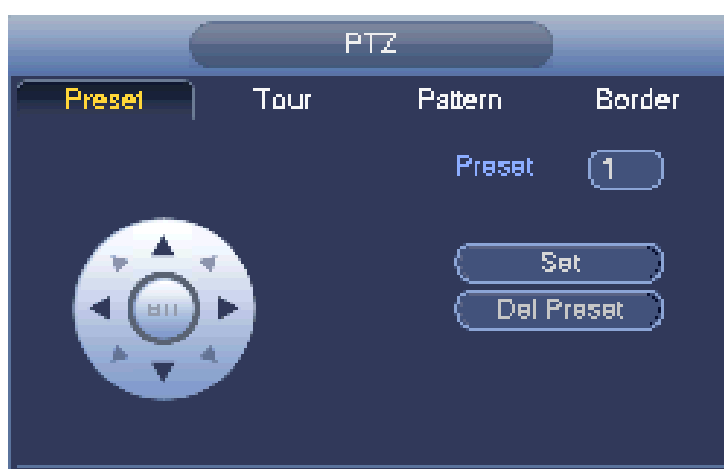 PTZ
Preset Tour Pattern Border
Preset 1
Set
Del Preset